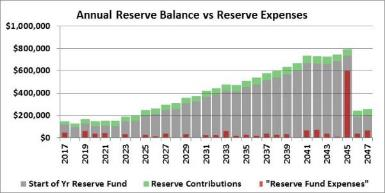 Annual Reserve Balance vs Reserve Expenses
$1,000,000
$800,000
$600,000
$400,000
$200,000
$0
2017 2019 2021 2023 2025 2027 2029 2031 2033 2035 2037 2039 2041 2043 2045 2047
Start of Yr Reserve Fund Reserve Contributions "Reserve Fund Expenses"